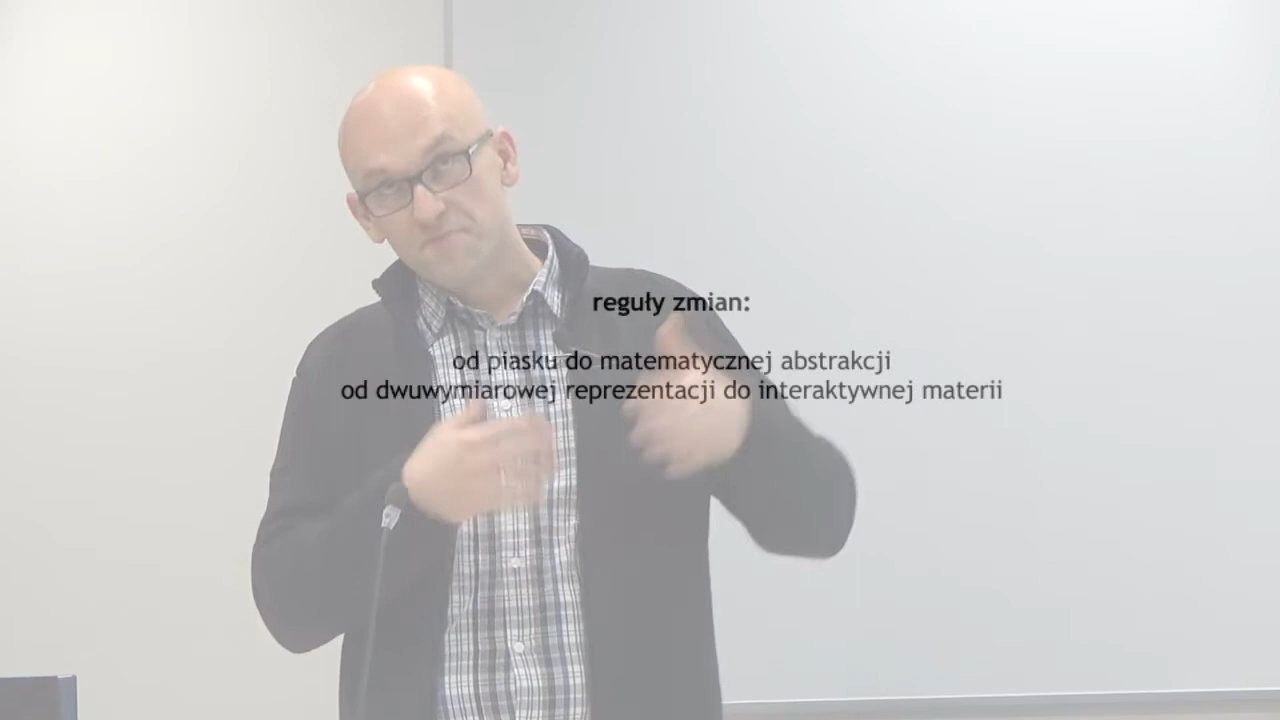 reguły zmian:
od piasku do matematycznej abstrakcji
od dwuwymiarowej reprezentacji do interaktywnej materii